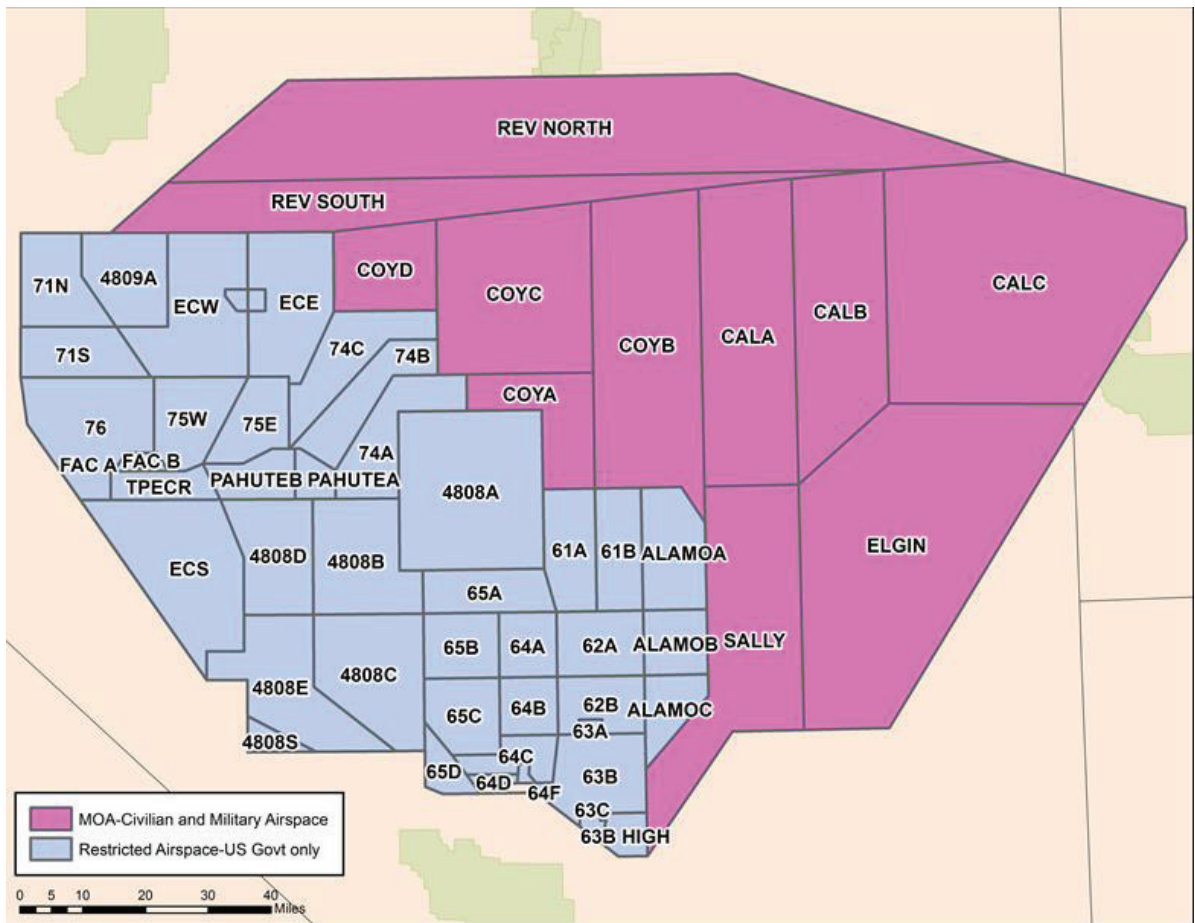 REV NORTH
REV SOUTH
71N
4809A
ECW
ECE
COYD
COYC
CALC
CALB
CALA
COYB
71S
74C
74B
COYA
76
75W
75E
74A
FAC A
FAC B
TPECR
PAHUTEB
PAHUTEA
4808A
ECS
4808D
4808B
61A
61B
ALAMOA
ELGIN
65A
65B
64A
62A
ALAMOB
SALLY
4808E
4808C
65C
64B
62B
ALAMOC
4808S
63A
65D
64C
64D
64F
63B
63C
63B HIGH
MOA-Civilian and Military Airspace
Restricted Airspace-US Govt only
0 5 10 20 30 40
Miles